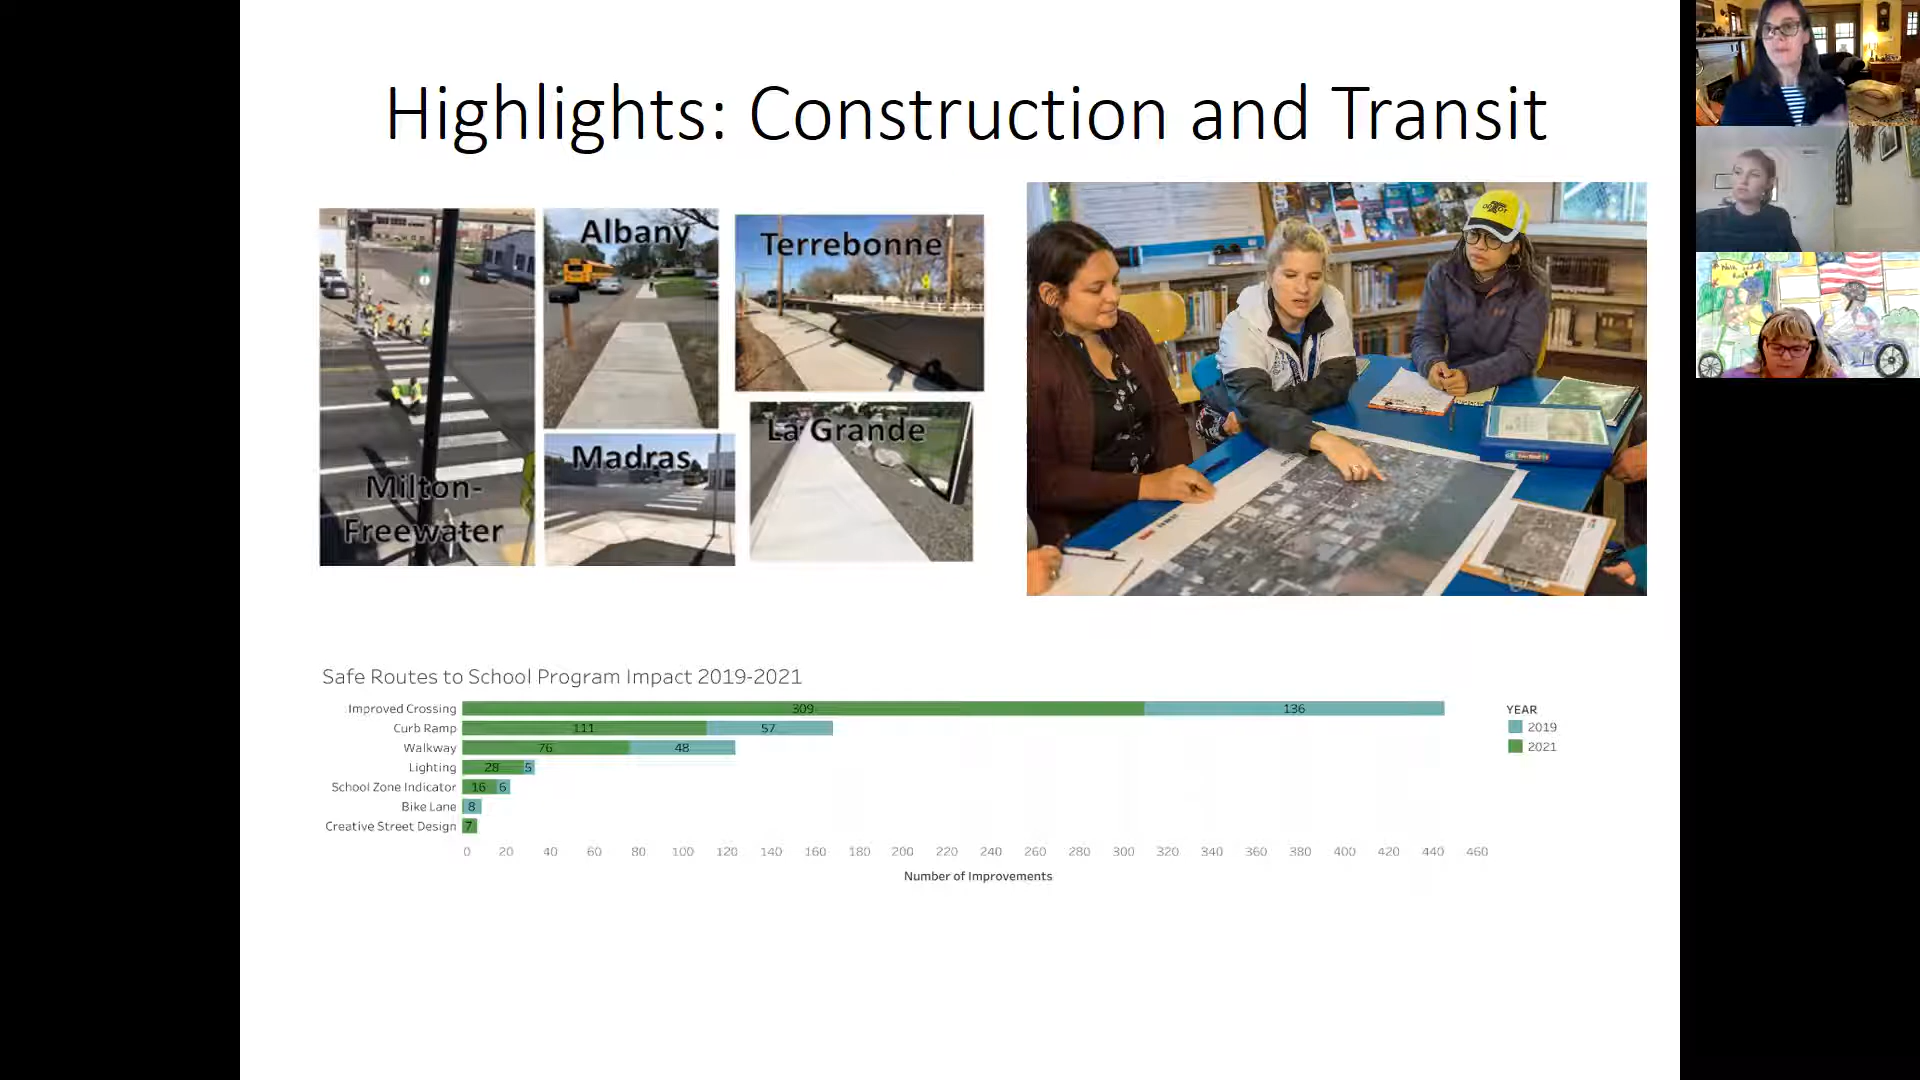 Highlights: Construction and Transit
Albany
Terrebonne
La Grande
Madras
Milton-
Freewater
Safe Routes to School Program Impact 2019-2021
Improved Crossing 309 136
Curb Ramp 111 57
Walkway 76 48
Lighting 28 5
School Zone Indicator 16 6
Bike Lane 8
Creative Street Design 7
0 20 40 60 80 100 120 140 160 180 200 220 240 260 280 300 320 340 360 380 400 420 440 460
Number of Improvements
YEAR
2019
2021